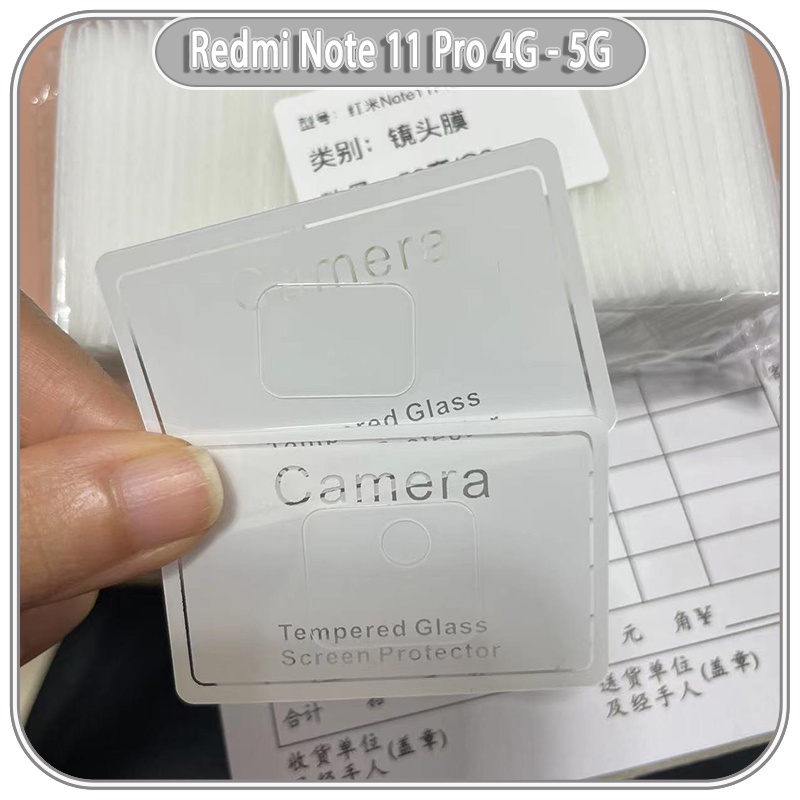 Redmi Note 11 Pro 4G - 5G
型号：红米Note11
类别：镜头膜
Camera
red Glass
Camera
Tempered Glass
Screen Protector
元 角¥
合计
送货单位(盖章)
及经手人
收货单位(盖章)
及经手人